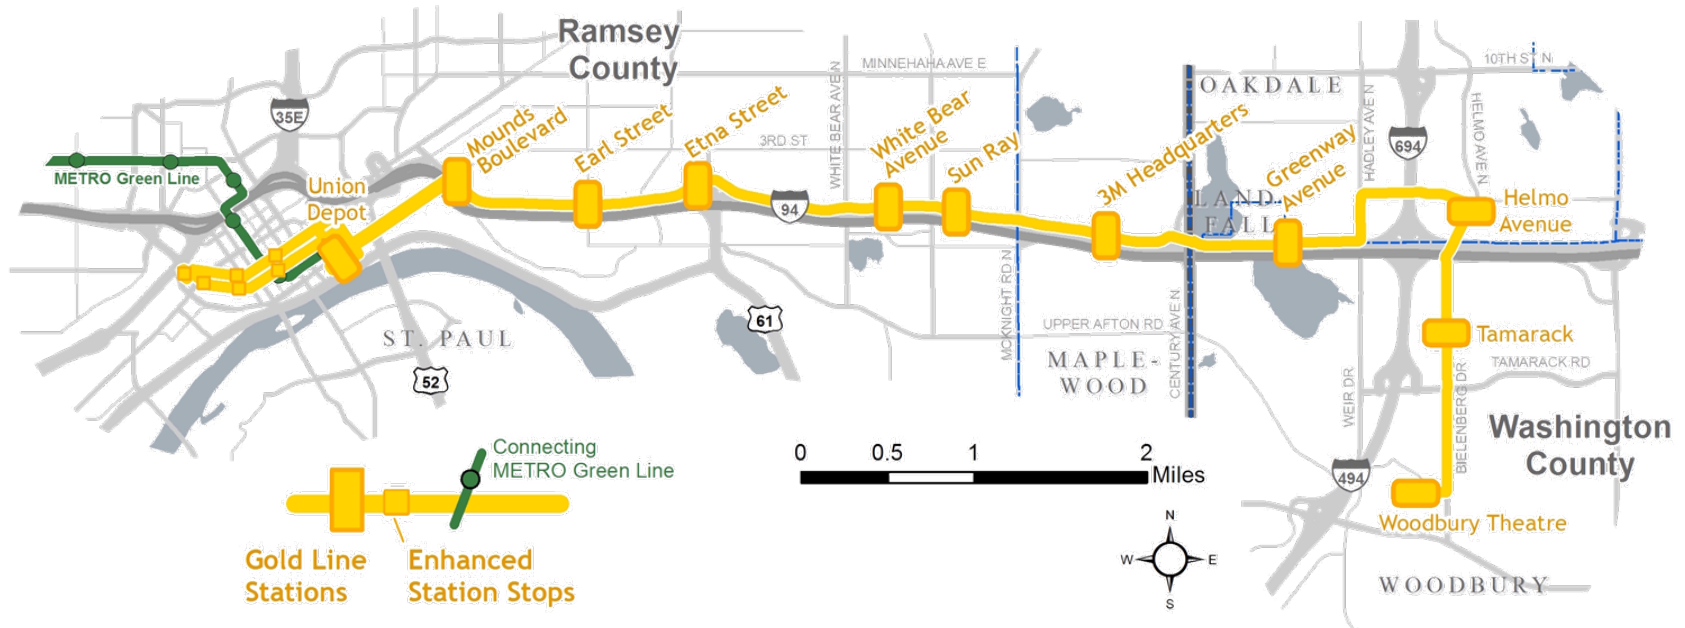 Ramsey
County
MINNEHAHA AVE E
10TH ST N
OAKDALE
35E
WHITE BEAR AVE N
HADLEY AVE N
HELMO AVE N
694
Mounds
Boulevard
Earl Street
Etna Street
3RD ST
White Bear
Avenue
Sun Ray
3M Headquarters
Greenway
Avenue
METRO Green Line
Union
Depot
94
LAND-
FALL
Helmo
Avenue
ST. PAUL
52
61
MCKNIGHT RD N
UPPER AFTON RD
CENTURY AVE N
MAPLE-
WOOD
Tamarack
TAMARACK RD
WEIR DR
BIELENBERG DR
Washington
County
494
Woodbury Theatre
WOODBURY
Connecting
METRO Green Line
0 0.5 1 2
Miles
N
W E
S
Gold Line
Stations
Enhanced
Station Stops